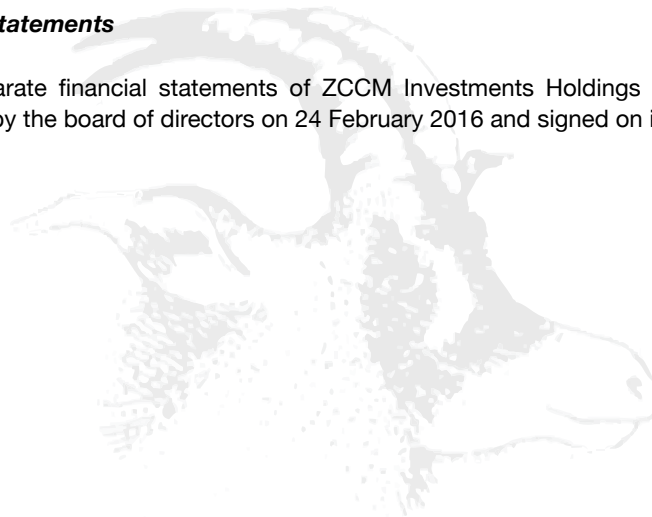 tatements
arate financial statements of ZCCM Investments Holdings
by the board of directors on 24 February 2016 and signed on i